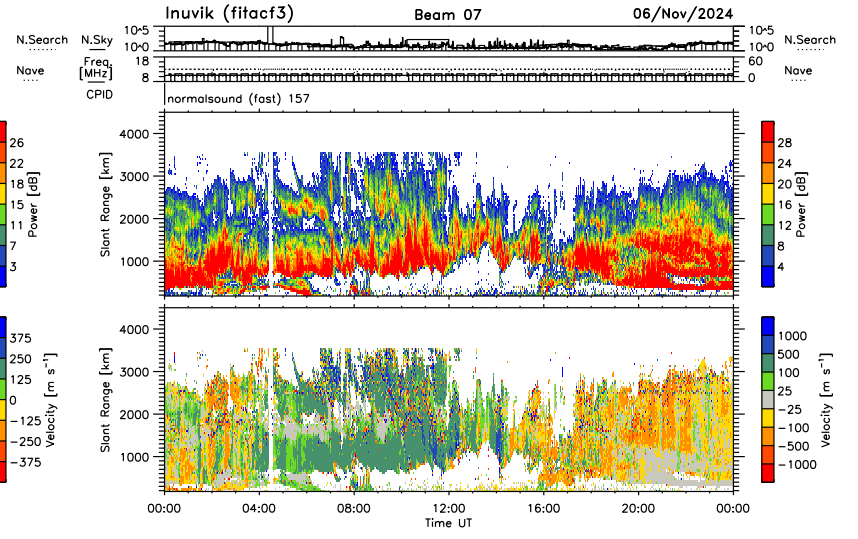 Inuvik (fitacf3) Beam 07 06/Nov/2024
N.Search N.Sky 10^5 10^0 10^5 10^0 N.Search
Nave Freq. [MHz] 18 8 60 0 Nave
CPID normalsound (fast) 157
Slant Range [km] 4000 3000 2000 1000
Power [dB] 26 22 18 15 11 7 3
Power [dB] 28 24 20 16 12 8 4
Slant Range [km] 4000 3000 2000 1000
Velocity [m s⁻¹] 375 250 125 0 −125 −250 −375
Velocity [m s⁻¹] 1000 500 100 25 −25 −100 −500 −1000
00:00 04:00 08:00 12:00 16:00 20:00 00:00
Time UT